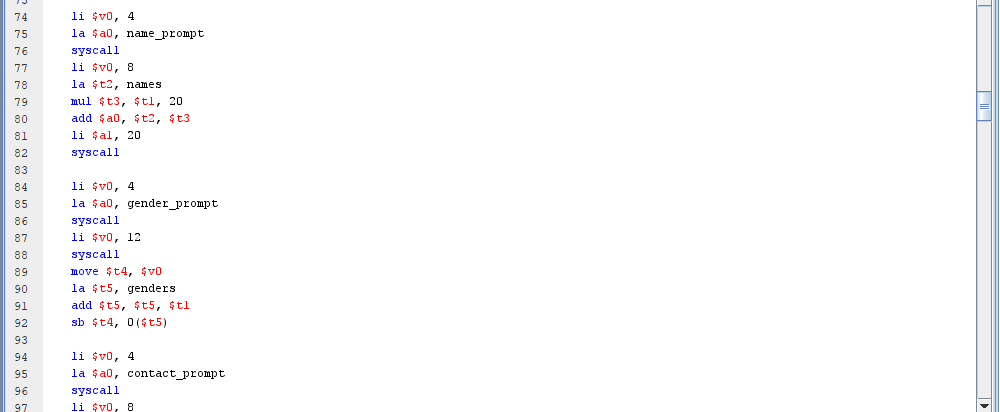 73
74 li $v0, 4
75 la $a0, name_prompt
76 syscall
77 li $v0, 8
78 la $t2, names
79 mul $t3, $t1, 20
80 add $a0, $t2, $t3
81 li $a1, 20
82 syscall
83
84 li $v0, 4
85 la $a0, gender_prompt
86 syscall
87 li $v0, 12
88 syscall
89 move $t4, $v0
90 la $t5, genders
91 add $t5, $t5, $t1
92 sb $t4, 0($t5)
93
94 li $v0, 4
95 la $a0, contact_prompt
96 syscall
97 li $v0, 8